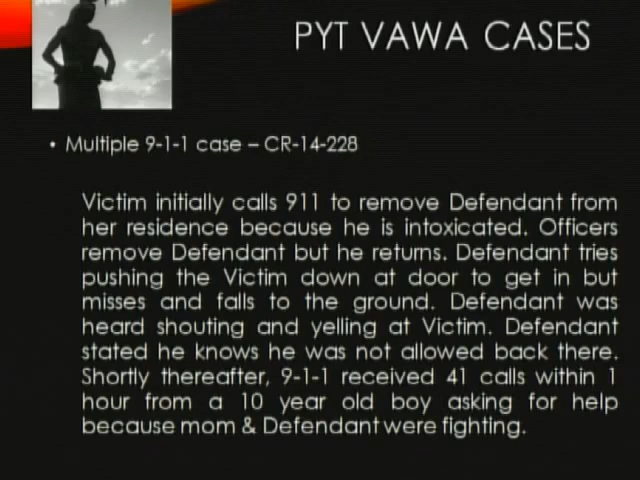 PYT VAWA CASES
• Multiple 9-1-1 case – CR-14-228
Victim initially calls 911 to remove Defendant from
her residence because he is intoxicated. Officers
remove Defendant but he returns. Defendant tries
pushing the Victim down at door to get in but
misses and falls to the ground. Defendant was
heard shouting and yelling at Victim. Defendant
stated he knows he was not allowed back there.
Shortly thereafter, 9-1-1 received 41 calls within 1
hour from a 10 year old boy asking for help
because mom & Defendant were fighting.